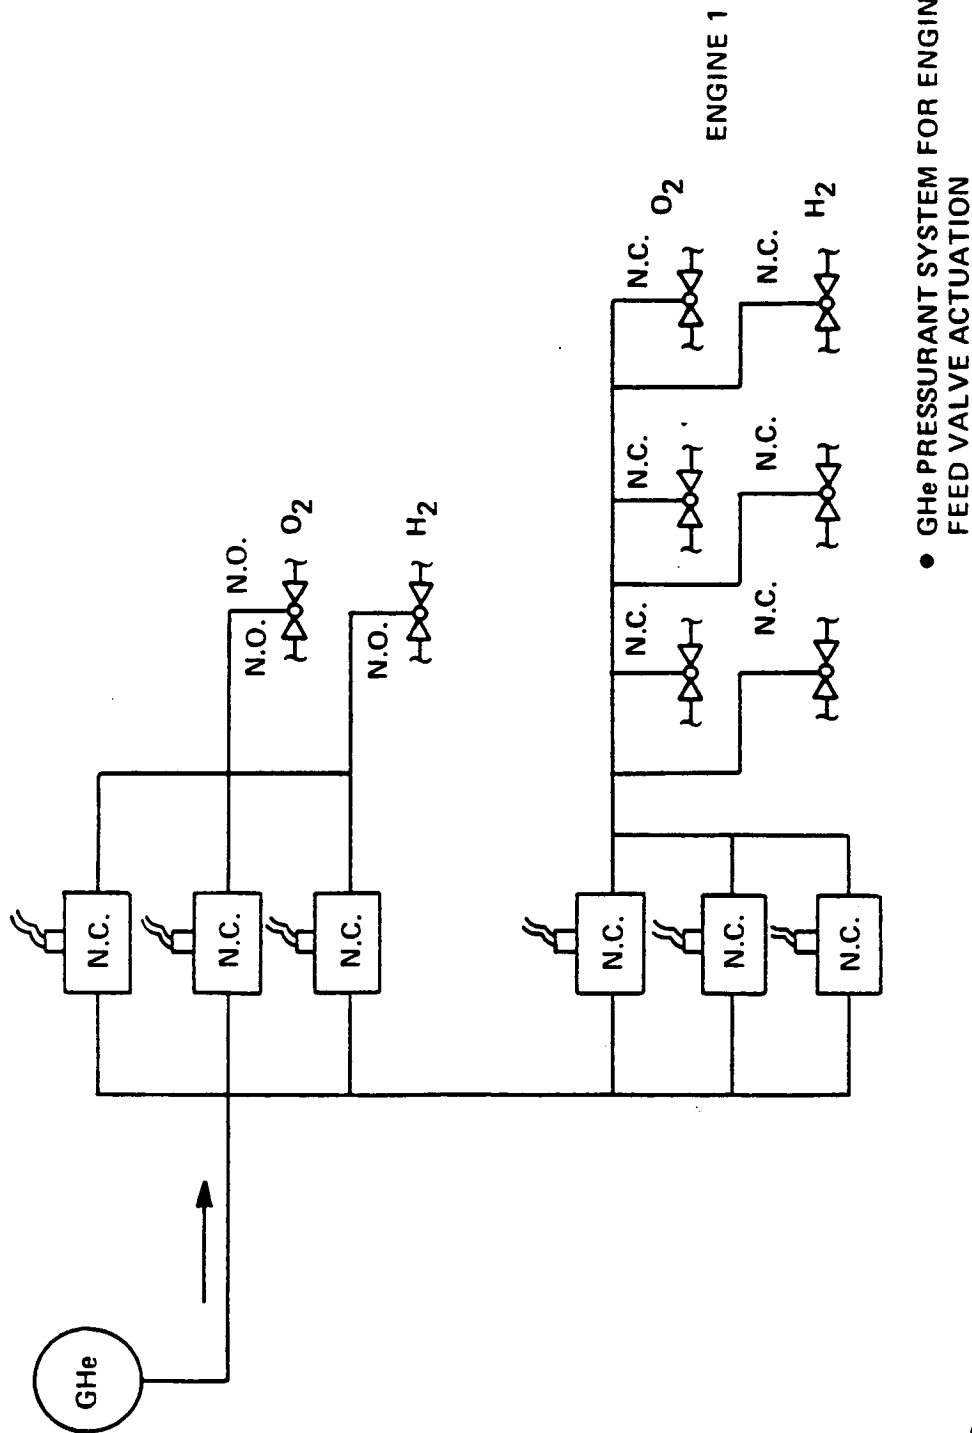 GHe
N.C.
N.C.
N.O.
N.O.
O2
N.C.
N.O.
H2
N.C.
N.C.
N.C.
N.C.
O2
ENGINE 1
N.C.
N.C.
N.C.
N.C.
H2
N.C.
• GHe PRESSURANT SYSTEM FOR ENGIN
FEED VALVE ACTUATION